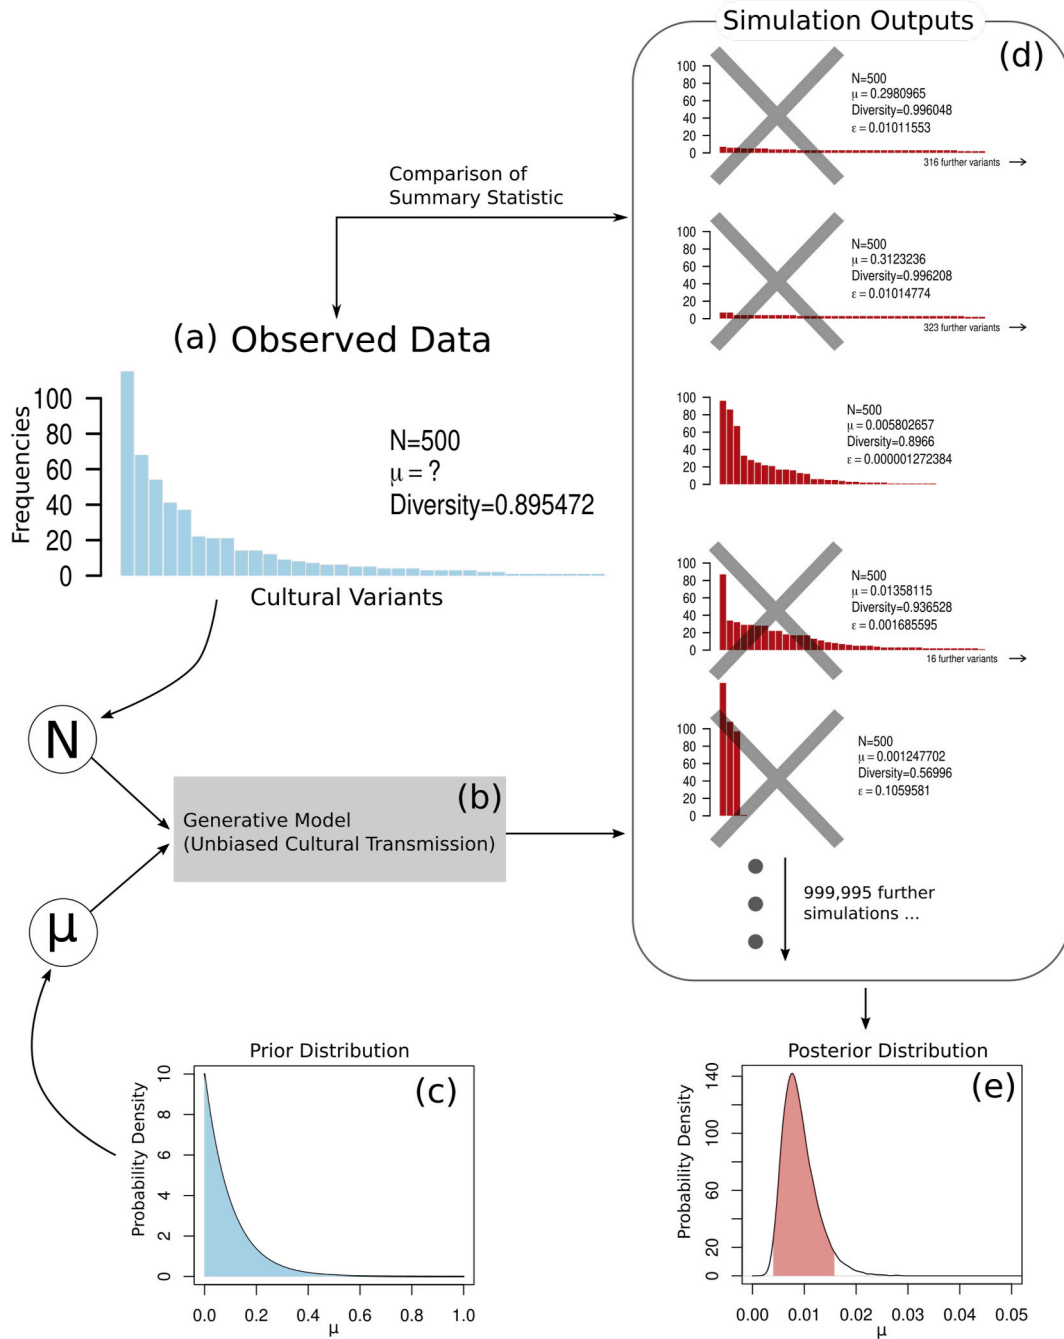 Simulation Outputs
(d)
100
80
60
40
20
0
N=500
μ = 0.2980965
Diversity=0.996048
ε = 0.01011553
316 further variants
Comparison of
Summary Statistic
100
80
60
40
20
0
N=500
μ = 0.3123236
Diversity=0.996208
ε = 0.01014774
323 further variants
(a) Observed Data
Frequencies
100
80
60
40
20
0
N=500
μ = ?
Diversity=0.895472
Cultural Variants
100
80
60
40
20
0
N=500
μ = 0.005802657
Diversity=0.8966
ε = 0.000001272384
100
80
60
40
20
0
N=500
μ = 0.01358115
Diversity=0.936528
ε = 0.001685595
16 further variants
100
80
60
40
20
0
N=500
μ = 0.001247702
Diversity=0.56996
ε = 0.1059581
999,995 further
simulations ...
N
μ
(b)
Generative Model
(Unbiased Cultural Transmission)
Prior Distribution
(c)
Probability Density
10
8
6
4
2
0
0.0 0.2 0.4 0.6 0.8 1.0
μ
Posterior Distribution
(e)
Probability Density
140
100
60
20
0
0.00 0.01 0.02 0.03 0.04 0.05
μ